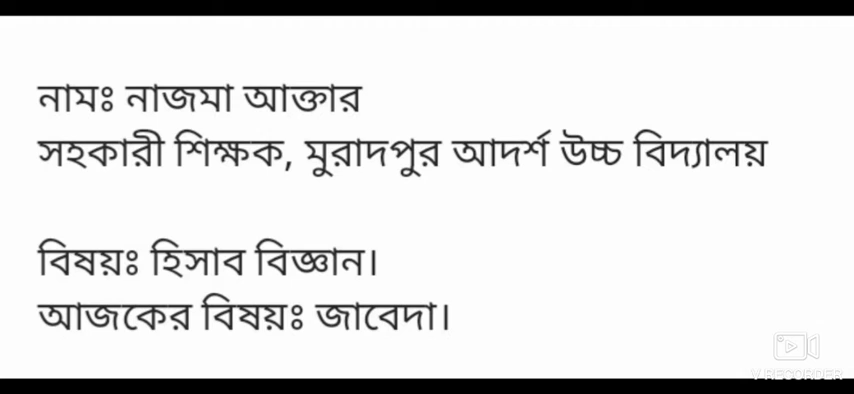 নামঃ নাজমা আক্তার
সহকারী শিক্ষক, মুরাদপুর আদর্শ উচ্চ বিদ্যালয়
বিষয়ঃ হিসাব বিজ্ঞান।
আজকের বিষয়ঃ জাবেদা।
V RECORDER